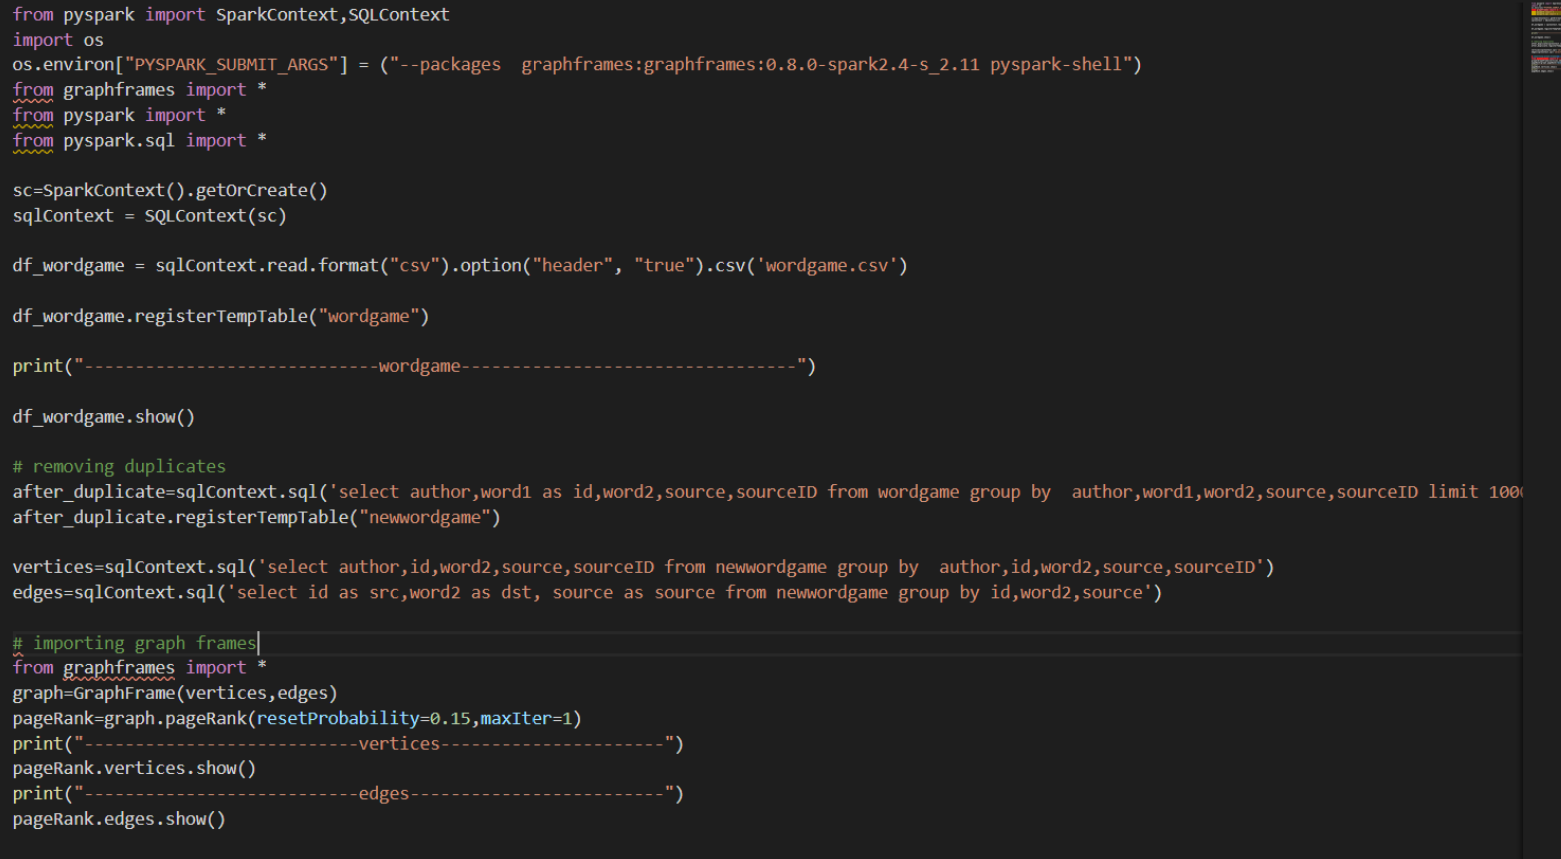 from pyspark import SparkContext,SQLContext
import os
os.environ["PYSPARK_SUBMIT_ARGS"] = ("--packages  graphframes:graphframes:0.8.0-spark2.4-s_2.11 pyspark-shell")
from graphframes import *
from pyspark import *
from pyspark.sql import *
sc=SparkContext().getOrCreate()
sqlContext = SQLContext(sc)
df_wordgame = sqlContext.read.format("csv").option("header", "true").csv('wordgame.csv')
df_wordgame.registerTempTable("wordgame")
print("-----------------------------wordgame---------------------------------")
df_wordgame.show()
# removing duplicates
after_duplicate=sqlContext.sql('select author,word1 as id,word2,source,sourceID from wordgame group by  author,word1,word2,source,sourceID limit 100
after_duplicate.registerTempTable("newwordgame")
vertices=sqlContext.sql('select author,id,word2,source,sourceID from newwordgame group by  author,id,word2,source,sourceID')
edges=sqlContext.sql('select id as src,word2 as dst, source as source from newwordgame group by id,word2,source')
# importing graph frames
from graphframes import *
graph=GraphFrame(vertices,edges)
pageRank=graph.pageRank(resetProbability=0.15,maxIter=1)
print("---------------------------vertices----------------------")
pageRank.vertices.show()
print("---------------------------edges-------------------------")
pageRank.edges.show()